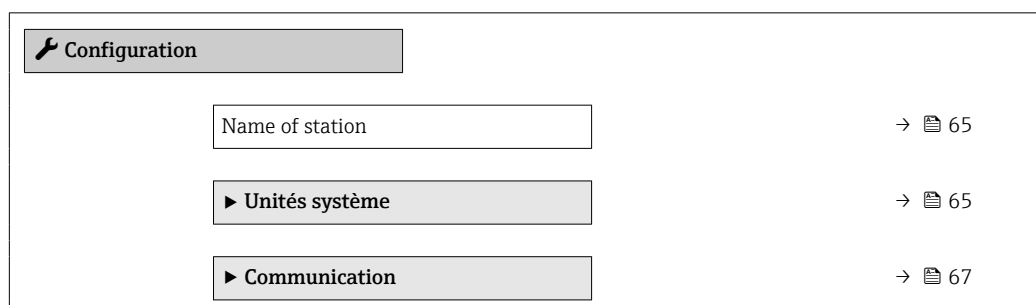 Configuration
Name of station → 65
▶ Unités système → 65
▶ Communication → 67